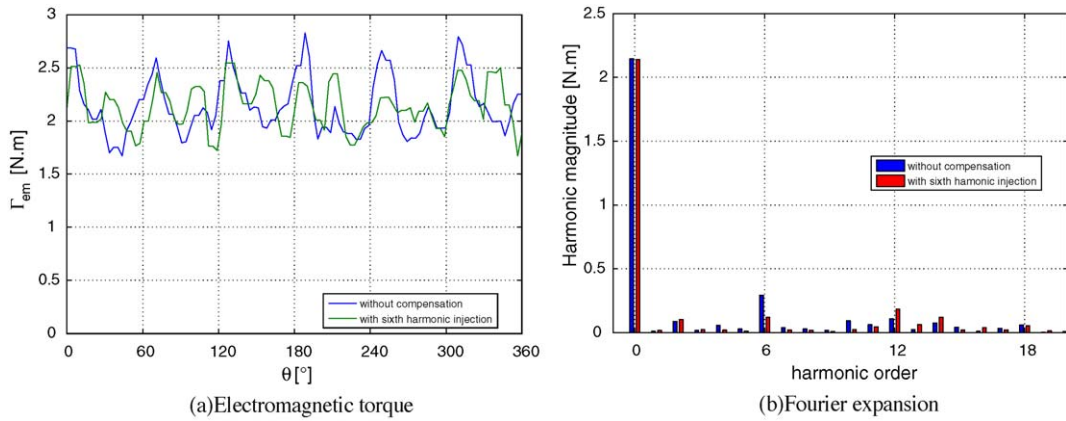 3
2.5
2
1.5
1
0.5
0
Γem [N.m]
without compensation
with sixth harmonic injection
0 60 120 180 240 300 360
θ [°]
(a)Electromagnetic torque
2.5
2
1.5
1
0.5
0
Harmonic magnitude [N.m]
without compensation
with sixth hamonic injection
0 6 12 18
harmonic order
(b)Fourier expansion